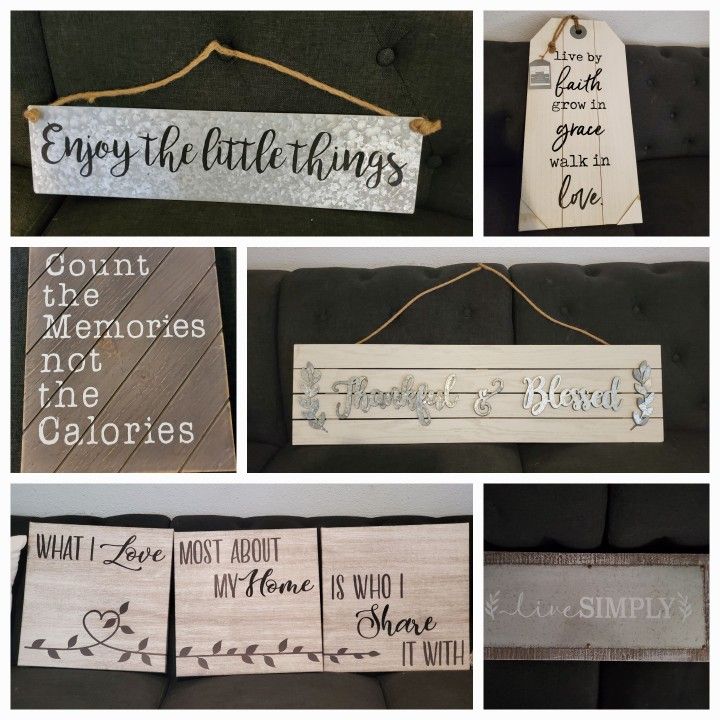 Enjoy the little things
live by
faith
grow in
grace
walk in
love.
Count
the
Memories
not
the
Calories
Thankful & Blessed
WHAT I Love
MOST ABOUT
MY Home
IS WHO I
Share
IT WITH
live SIMPLY